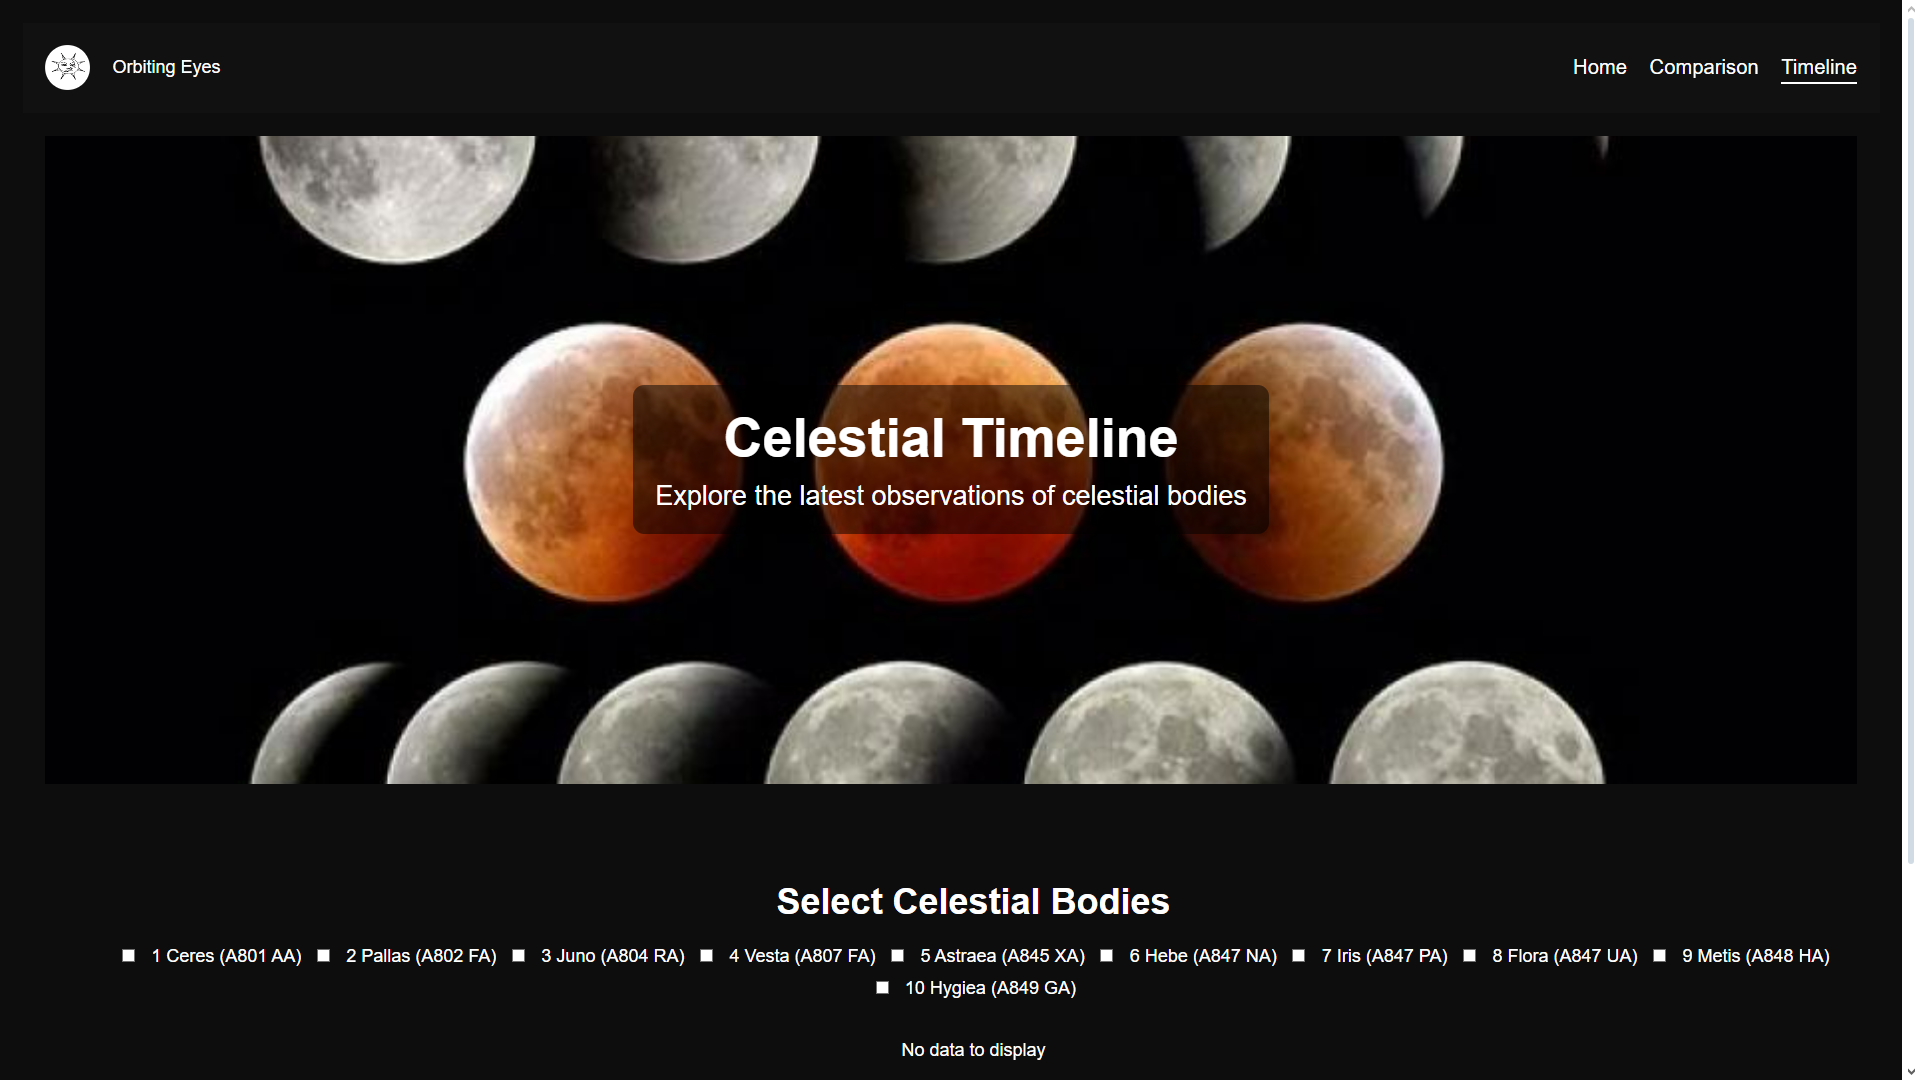 Orbiting Eyes
Home Comparison Timeline
Celestial Timeline
Explore the latest observations of celestial bodies
Select Celestial Bodies
1 Ceres (A801 AA) 2 Pallas (A802 FA) 3 Juno (A804 RA) 4 Vesta (A807 FA) 5 Astraea (A845 XA) 6 Hebe (A847 NA) 7 Iris (A847 PA) 8 Flora (A847 UA) 9 Metis (A848 HA)
10 Hygiea (A849 GA)
No data to display